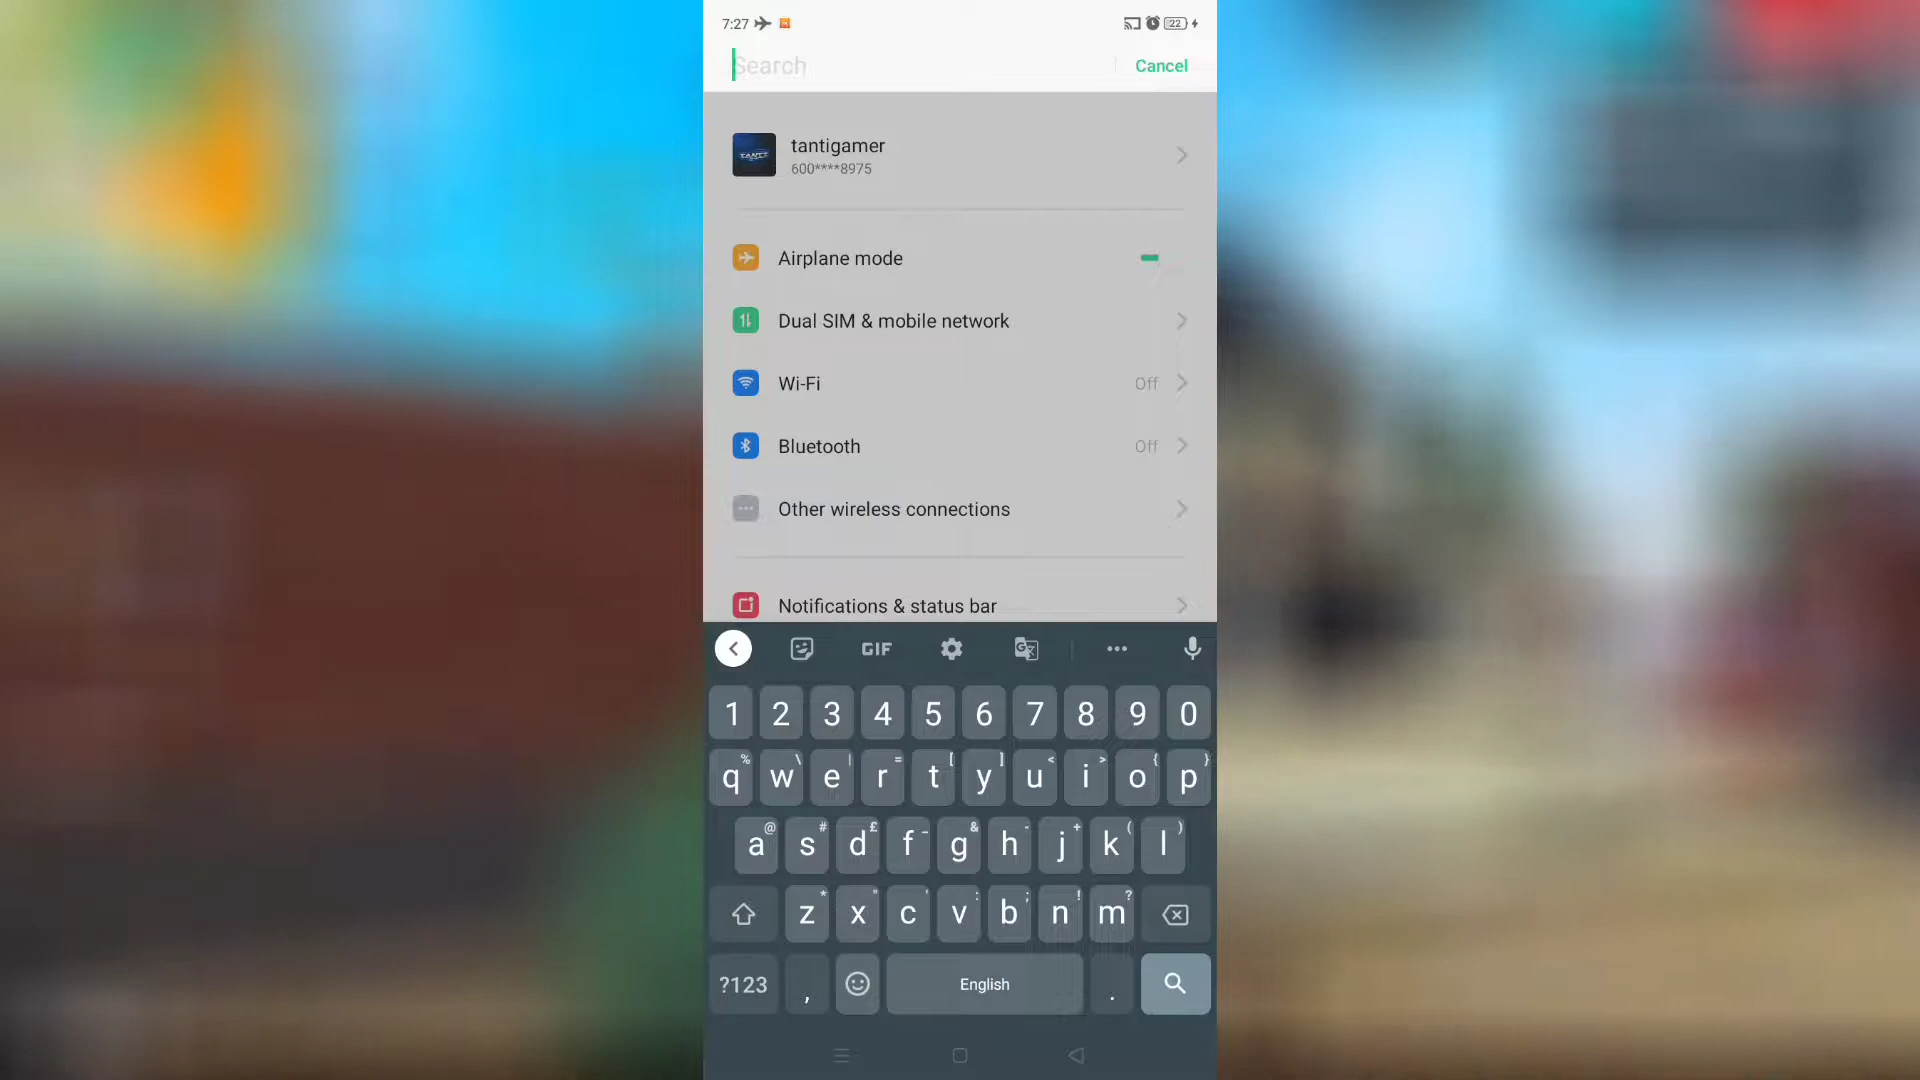 7:27
22
Search
Cancel
TANTI
tantigamer
600****8975
Airplane mode
Dual SIM & mobile network
Wi-Fi
Off
Bluetooth
Off
Other wireless connections
Notifications & status bar
GIF
1 2 3 4 5 6 7 8 9 0
% \ | = [ ] < > { }
q w e r t y u i o p
@ # £ _ & - + ( )
a s d f g h j k l
* " ' : ; ! ?
z x c v b n m
?123 , English .